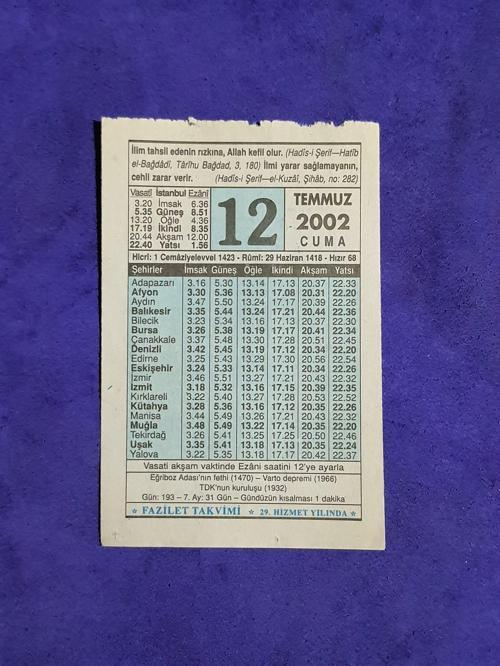 İlim tahsil edenin rızkına, Allah kefil olur. (Hadîs-i Şerif—Hatîb
el-Bağdâdî, Târîhu Bağdad, 3, 180) İlmi yarar sağlamayanın,
cehli zarar verir. (Hadîs-i Şerif—el-Kuzâî, Şihâb, no: 282)
Vasatî İstanbul Ezânî
3.20 İmsak 6.36
5.35 Güneş 8.51
13.20 Öğle 4.36
17.19 İkindi 8.35
20.44 Akşam 12.00
22.40 Yatsı 1.56
12
TEMMUZ
2002
CUMA
Hicrî: 1 Cemâziyelevvel 1423 - Rûmî: 29 Haziran 1418 - Hızır 68
Şehirler İmsak Güneş Öğle İkindi Akşam Yatsı
Adapazarı 3.16 5.30 13.14 17.13 20.37 22.33
Afyon 3.30 5.36 13.13 17.08 20.31 22.20
Aydın 3.47 5.50 13.24 17.17 20.39 22.26
Balıkesir 3.35 5.44 13.24 17.21 20.44 22.36
Bilecik 3.23 5.34 13.16 17.13 20.37 22.30
Bursa 3.26 5.38 13.19 17.17 20.41 22.34
Çanakkale 3.37 5.48 13.30 17.28 20.51 22.45
Denizli 3.42 5.45 13.19 17.12 20.34 22.20
Edirne 3.25 5.43 13.29 17.30 20.56 22.54
Eskişehir 3.24 5.33 13.14 17.11 20.34 22.26
İzmir 3.46 5.51 13.27 17.21 20.43 22.32
İzmit 3.18 5.32 13.16 17.15 20.39 22.35
Kırklareli 3.22 5.40 13.27 17.28 20.53 22.52
Kütahya 3.28 5.36 13.16 17.12 20.35 22.26
Manisa 3.44 5.49 13.26 17.21 20.43 22.32
Muğla 3.48 5.49 13.22 17.14 20.35 22.20
Tekirdağ 3.26 5.41 13.25 17.25 20.50 22.46
Uşak 3.35 5.41 13.18 17.13 20.35 22.24
Yalova 3.22 5.35 13.18 17.17 20.42 22.37
Vasati akşam vaktinde Ezâni saatini 12'ye ayarla
Eğriboz Adası'nın fethi (1470) – Varto depremi (1966)
TDK'nun kuruluşu (1932)
Gün: 193 – 7. Ay: 31 Gün – Gündüzün kısalması 1 dakika
★ FAZİLET TAKVİMİ ★ 29. HİZMET YILINDA ★